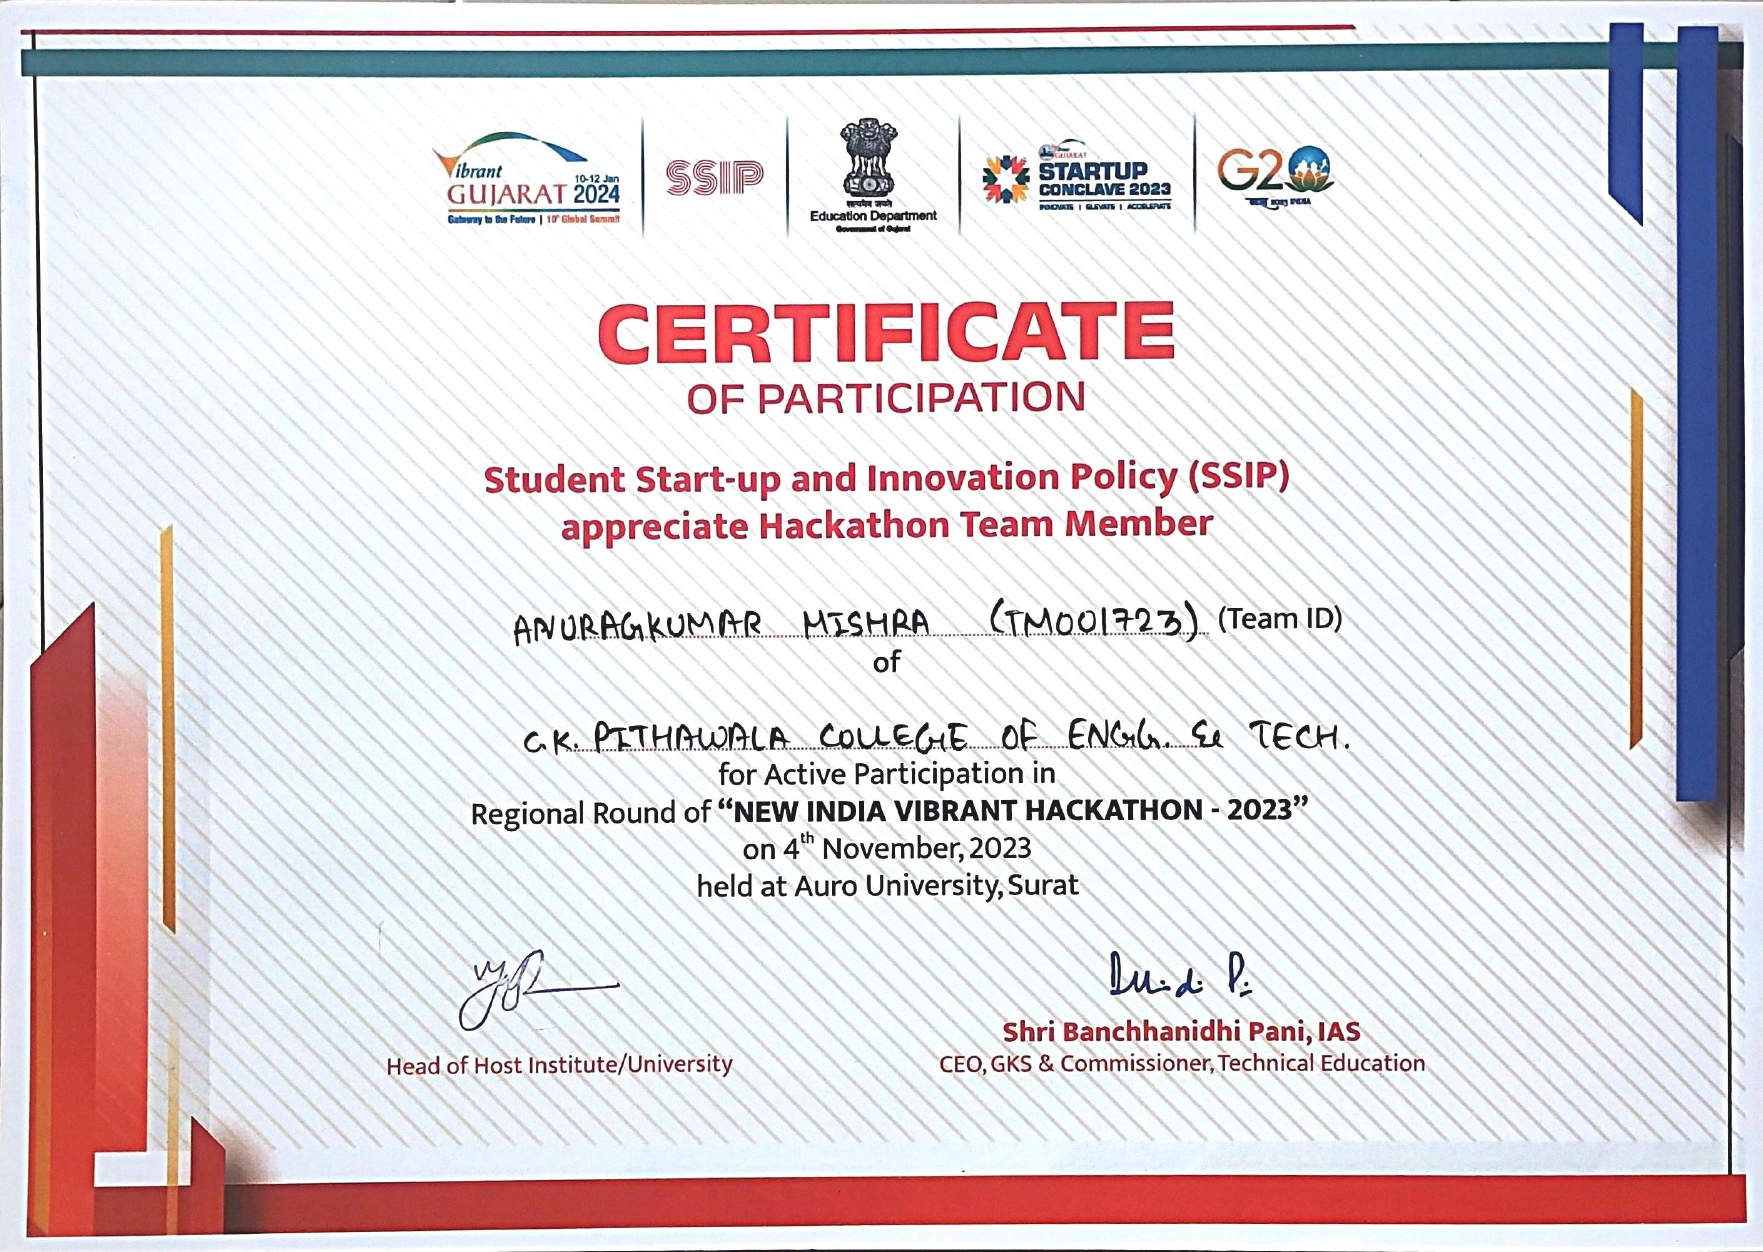 Vibrant
GUJARAT
10-12 Jan
2024
Gateway to the Future | 10th Global Summit
SSIP
सत्यमेव जयते
Education Department
Government of Gujarat
GUJARAT
STARTUP
CONCLAVE 2023
INNOVATE | ELEVATE | ACCELERATE
G20
भारत 2023 INDIA
CERTIFICATE
OF PARTICIPATION
Student Start-up and Innovation Policy (SSIP)
appreciate Hackathon Team Member
ANURAGKUMAR MISHRA (TM001723) (Team ID)
of
C.K. PITHAWALA COLLEGE OF ENGG. & TECH.
for Active Participation in
Regional Round of “NEW INDIA VIBRANT HACKATHON - 2023”
on 4th November, 2023
held at Auro University, Surat
Head of Host Institute/University
Shri Banchhanidhi Pani, IAS
CEO, GKS & Commissioner, Technical Education